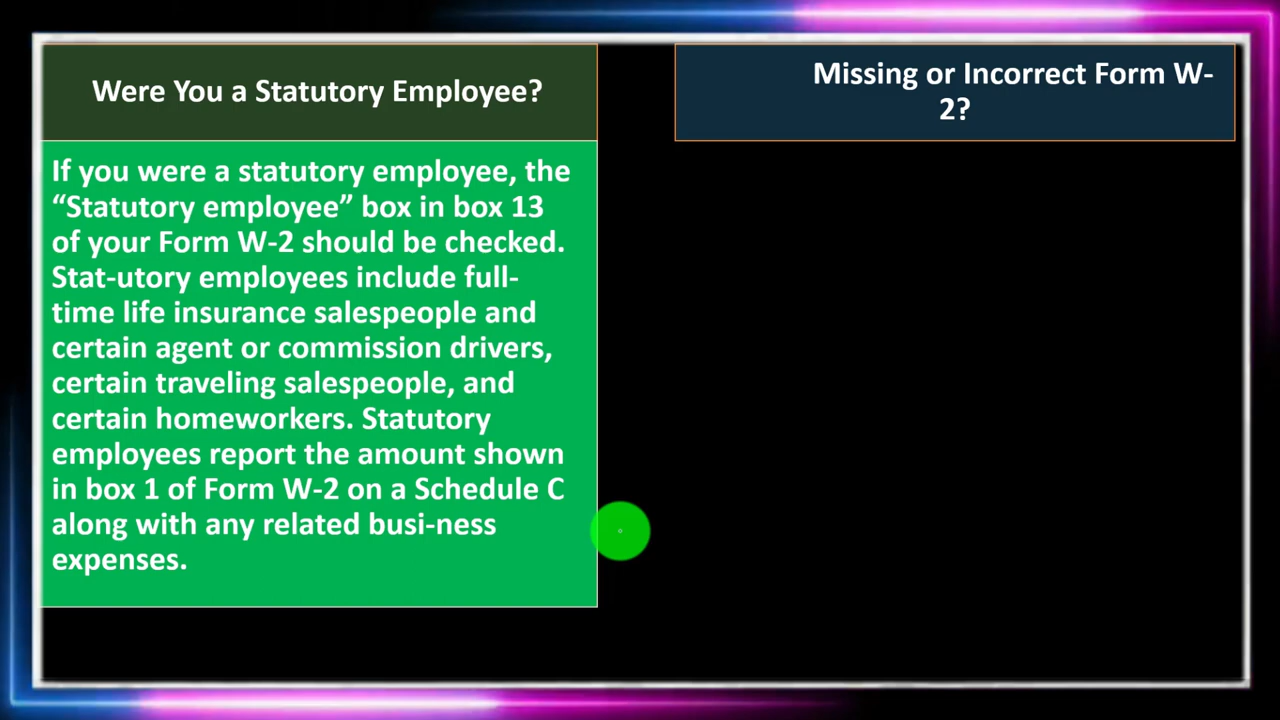 Were You a Statutory Employee?
If you were a statutory employee, the
“Statutory employee” box in box 13
of your Form W-2 should be checked.
Stat-utory employees include full-
time life insurance salespeople and
certain agent or commission drivers,
certain traveling salespeople, and
certain homeworkers. Statutory
employees report the amount shown
in box 1 of Form W-2 on a Schedule C
along with any related busi-ness
expenses.
Missing or Incorrect Form W-
2?